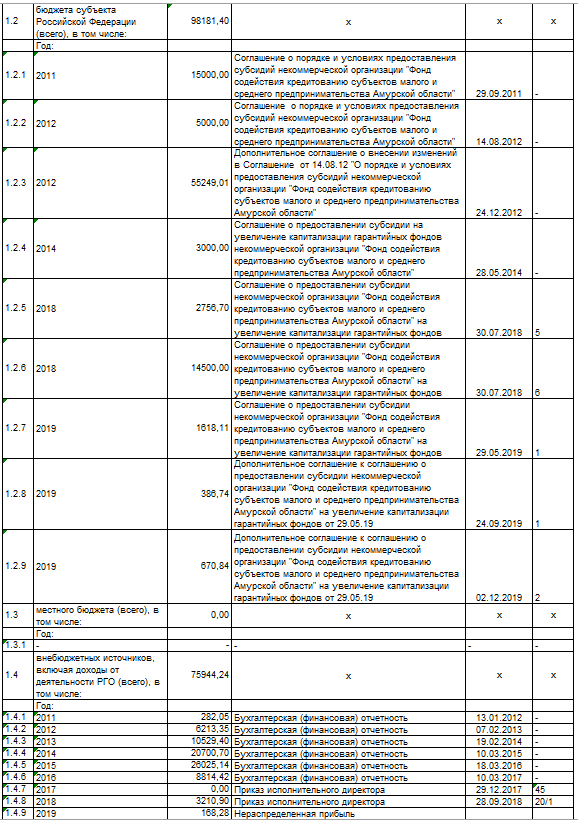 1.2 бюджета субъекта
Российской Федерации
(всего), в том числе: 98181,40 x x x
Год:
1.2.1 2011 15000,00 Соглашение о порядке и условиях предоставления
субсидий некоммерческой организации "Фонд
содействия кредитованию субъектов малого и
среднего предпринимательства Амурской области" 29.09.2011 -
1.2.2 2012 5000,00 Соглашение о порядке и условиях предоставления
субсидий некоммерческой организации "Фонд
содействия кредитованию субъектов малого и
среднего предпринимательства Амурской области" 14.08.2012 -
1.2.3 2012 55249,01 Дополнительное соглашение о внесении изменений
в Соглашение от 14.08.12 "О порядке и условиях
предоставления субсидий некоммерческой
организации "Фонд содействия кредитованию
субъектов малого и среднего предпринимательства
Амурской области" 24.12.2012 -
1.2.4 2014 3000,00 Соглашение о предоставлении субсидии на
увеличение капитализации гарантийных фондов
некоммерческой организации "Фонд содействия
кредитованию субъектов малого и среднего
предпринимательства Амурской области" 28.05.2014 -
1.2.5 2018 2756,70 Соглашение о предоставлении субсидии
некоммерческой организации "Фонд содействия
кредитованию субъектов малого и среднего
предпринимательства Амурской области" на
увеличение капитализации гарантийных фондов 30.07.2018 5
1.2.6 2018 14500,00 Соглашение о предоставлении субсидии
некоммерческой организации "Фонд содействия
кредитованию субъектов малого и среднего
предпринимательства Амурской области" на
увеличение капитализации гарантийных фондов 30.07.2018 6
1.2.7 2019 1618,11 Соглашение о предоставлении субсидии
некоммерческой организации "Фонд содействия
кредитованию субъектов малого и среднего
предпринимательства Амурской области" на
увеличение капитализации гарантийных фондов 29.05.2019 1
1.2.8 2019 386,74 Дополнительное соглашение к соглашению о
предоставлении субсидии некоммерческой
организации "Фонд содействия кредитованию
субъектов малого и среднего предпринимательства
Амурской области" на увеличение капитализации
гарантийных фондов от 29.05.19 24.09.2019 1
1.2.9 2019 670,84 Дополнительное соглашение к соглашению о
предоставлении субсидии некоммерческой
организации "Фонд содействия кредитованию
субъектов малого и среднего предпринимательства
Амурской области" на увеличение капитализации
гарантийных фондов от 29.05.19 02.12.2019 2
1.3 местного бюджета (всего), в
том числе: 0,00 x x x
Год:
1.3.1 - - - - -
1.4 внебюджетных источников,
включая доходы от
деятельности РГО (всего), в
том числе: 75944,24 x x x
Год:
1.4.1 2011 282,05 Бухгалтерская (финансовая) отчетность 13.01.2012 -
1.4.2 2012 6213,35 Бухгалтерская (финансовая) отчетность 07.02.2013 -
1.4.3 2013 10529,40 Бухгалтерская (финансовая) отчетность 19.02.2014 -
1.4.4 2014 20700,70 Бухгалтерская (финансовая) отчетность 10.03.2015 -
1.4.5 2015 26025,14 Бухгалтерская (финансовая) отчетность 18.03.2016 -
1.4.6 2016 8814,42 Бухгалтерская (финансовая) отчетность 10.03.2017 -
1.4.7 2017 0,00 Приказ исполнительного директора 29.12.2017 45
1.4.8 2018 3210,90 Приказ исполнительного директора 28.09.2018 20/1
1.4.9 2019 168,28 Нераспределенная прибыль